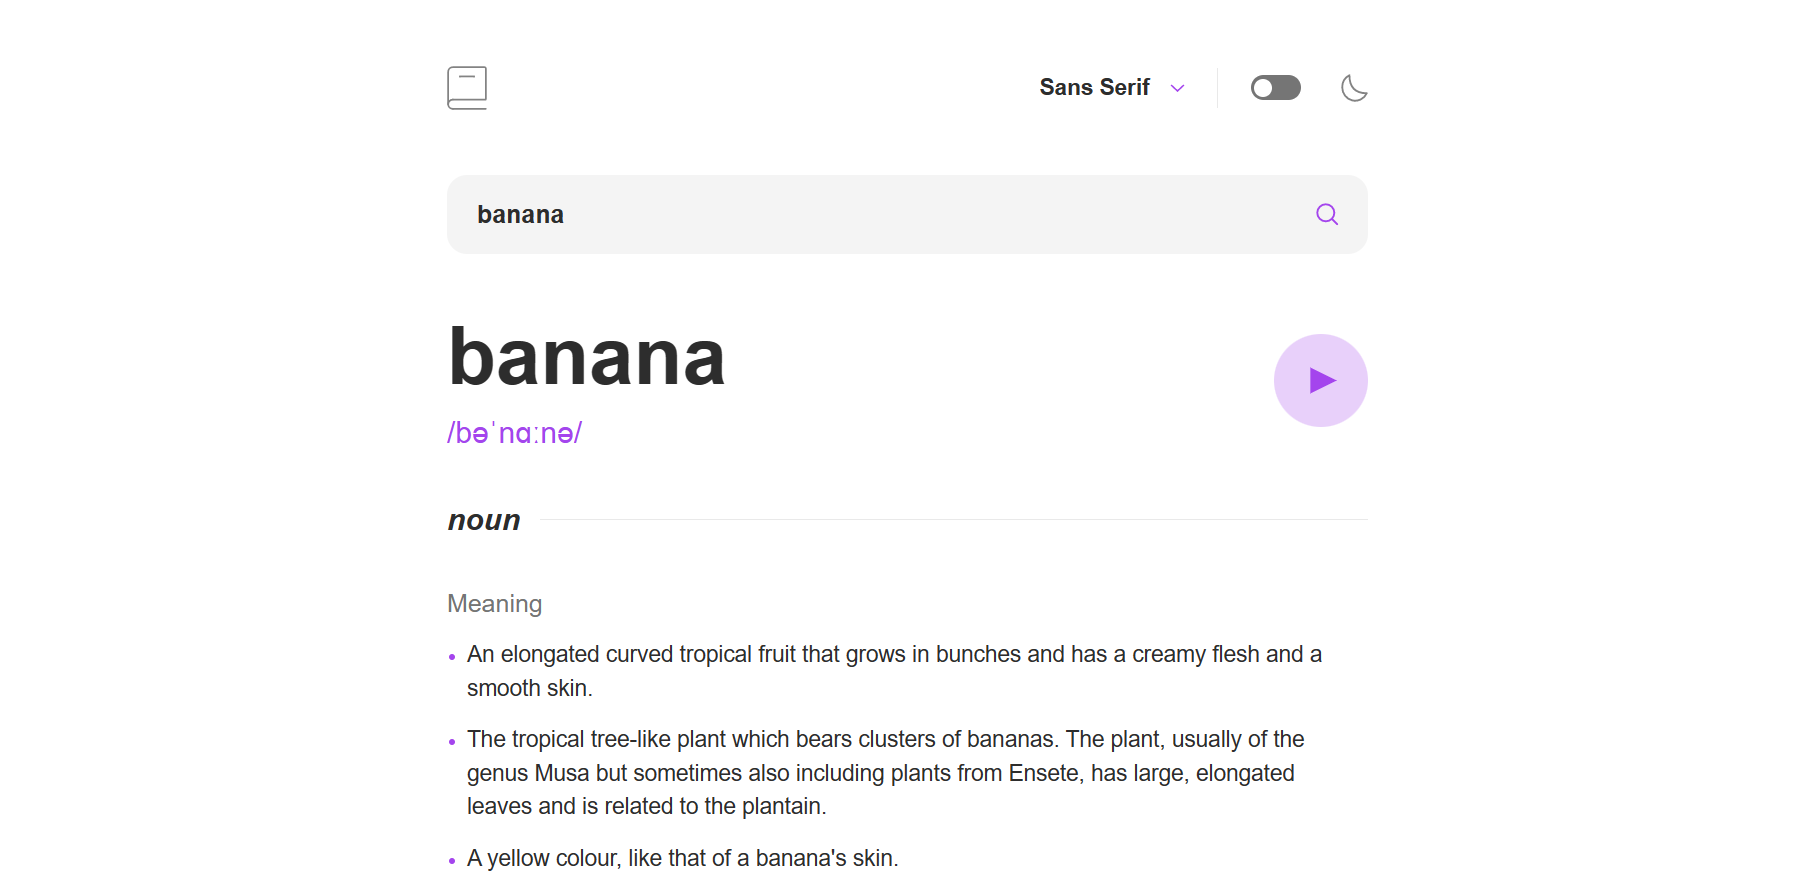 Sans Serif
banana
banana
/bəˈnɑːnə/
noun
Meaning
An elongated curved tropical fruit that grows in bunches and has a creamy flesh and a
smooth skin.
The tropical tree-like plant which bears clusters of bananas. The plant, usually of the
genus Musa but sometimes also including plants from Ensete, has large, elongated
leaves and is related to the plantain.
A yellow colour, like that of a banana's skin.